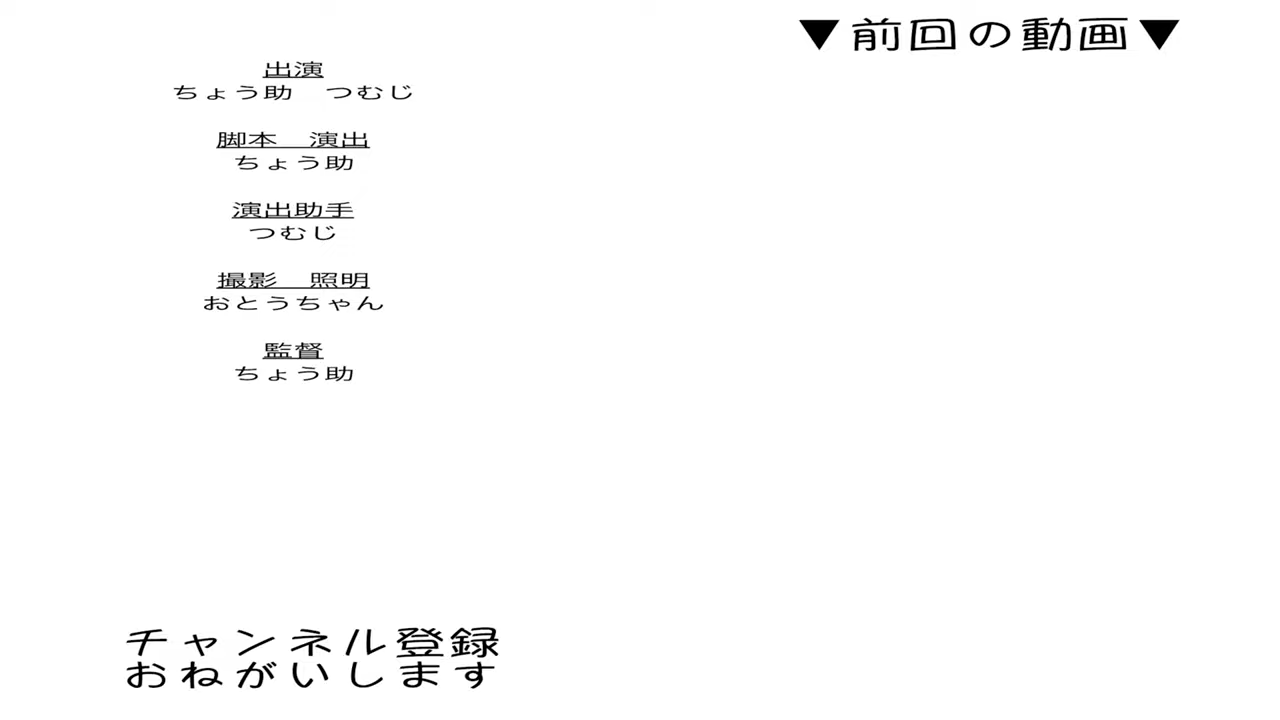 ▼前回の動画▼
出演
ちょう助　つむじ
脚本　演出
ちょう助
演出助手
つむじ
撮影　照明
おとうちゃん
監督
ちょう助
チャンネル登録
おねがいします